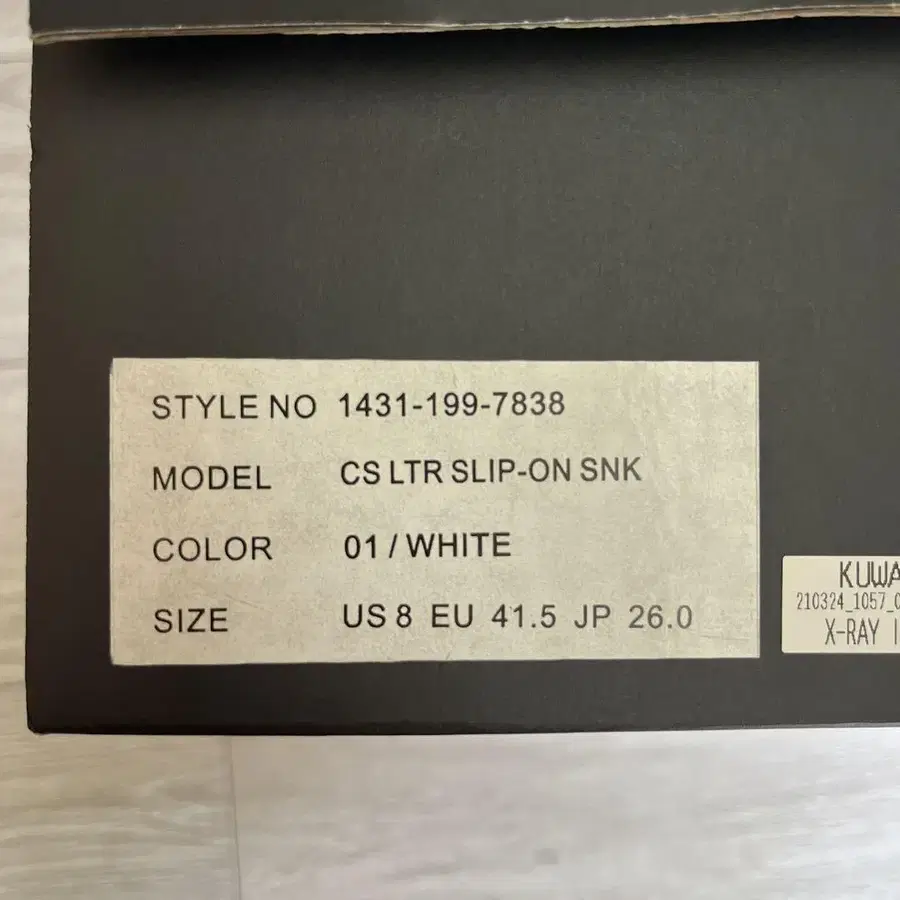 STYLE NO 1431-199-7838
MODEL CS LTR SLIP-ON SNK
COLOR 01 / WHITE
SIZE US 8 EU 41.5 JP 26.0
KUWA
210324_1057_0
X-RAY I